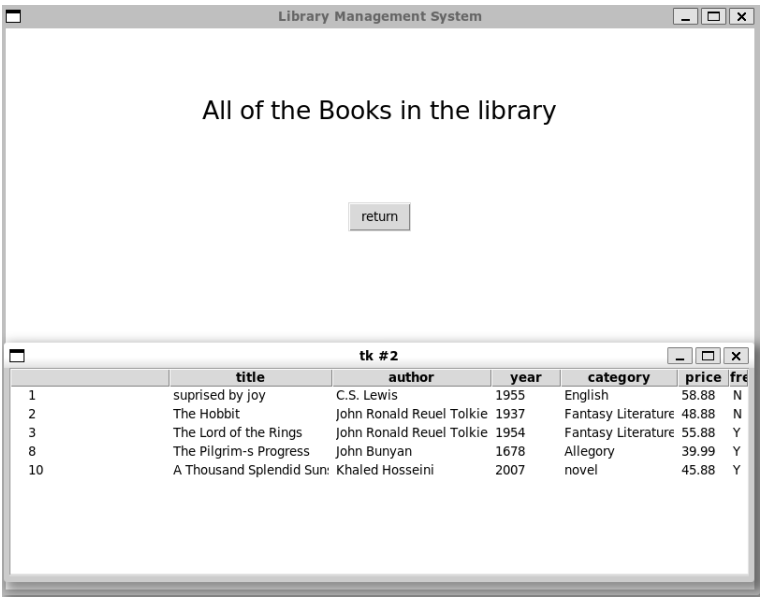 Library Management System
All of the Books in the library
return
tk #2
title author year category price fre
1 suprised by joy C.S. Lewis 1955 English 58.88 N
2 The Hobbit John Ronald Reuel Tolkie 1937 Fantasy Literature 48.88 N
3 The Lord of the Rings John Ronald Reuel Tolkie 1954 Fantasy Literature 55.88 Y
8 The Pilgrim-s Progress John Bunyan 1678 Allegory 39.99 Y
10 A Thousand Splendid Sun Khaled Hosseini 2007 novel 45.88 Y